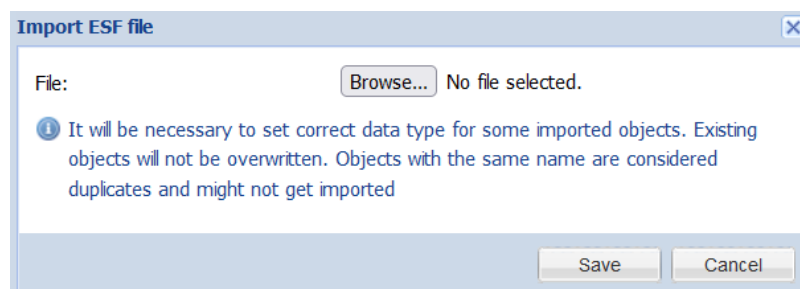 Import ESF file
File: Browse... No file selected.
It will be necessary to set correct data type for some imported objects. Existing
objects will not be overwritten. Objects with the same name are considered
duplicates and might not get imported
Save Cancel